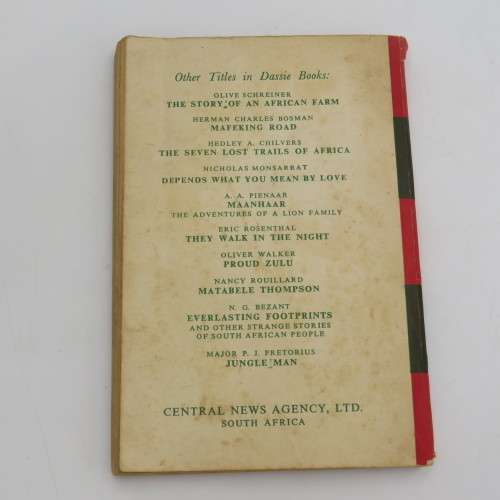 Other Titles in Dassie Books:
OLIVE SCHREINER
THE STORY OF AN AFRICAN FARM
HERMAN CHARLES BOSMAN
MAFEKING ROAD
HEDLEY A. CHILVERS
THE SEVEN LOST TRAILS OF AFRICA
NICHOLAS MONSARRAT
DEPENDS WHAT YOU MEAN BY LOVE
A. A. PIENAAR
MAANHAAR
THE ADVENTURES OF A LION FAMILY
ERIC ROSENTHAL
THEY WALK IN THE NIGHT
OLIVER WALKER
PROUD ZULU
NANCY ROUILLARD
MATABELE THOMPSON
N. G. BEZANT
EVERLASTING FOOTPRINTS
AND OTHER STRANGE STORIES
OF SOUTH AFRICAN PEOPLE
MAJOR P. J. PRETORIUS
JUNGLE MAN
CENTRAL NEWS AGENCY, LTD.
SOUTH AFRICA